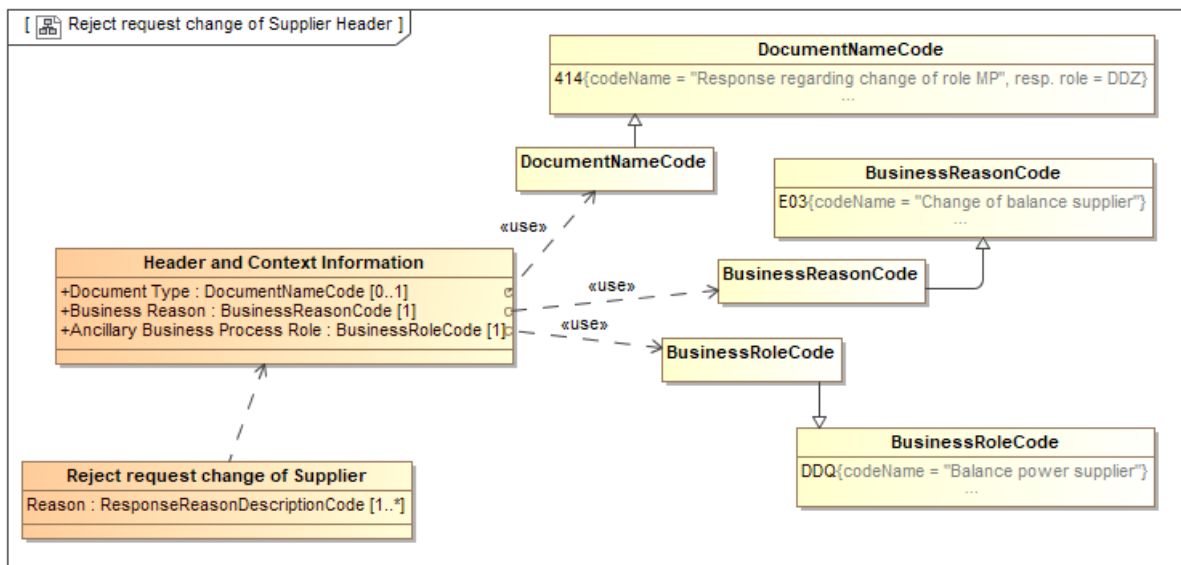 [ Reject request change of Supplier Header ]
DocumentNameCode
414{codeName = "Response regarding change of role MP", resp. role = DDZ}
...
DocumentNameCode
BusinessReasonCode
E03{codeName = "Change of balance supplier"}
...
«use»
Header and Context Information
+Document Type : DocumentNameCode [0..1]
+Business Reason : BusinessReasonCode [1]
+Ancillary Business Process Role : BusinessRoleCode [1]
«use»
BusinessReasonCode
«use»
BusinessRoleCode
BusinessRoleCode
DDQ{codeName = "Balance power supplier"}
...
Reject request change of Supplier
Reason : ResponseReasonDescriptionCode [1..*]